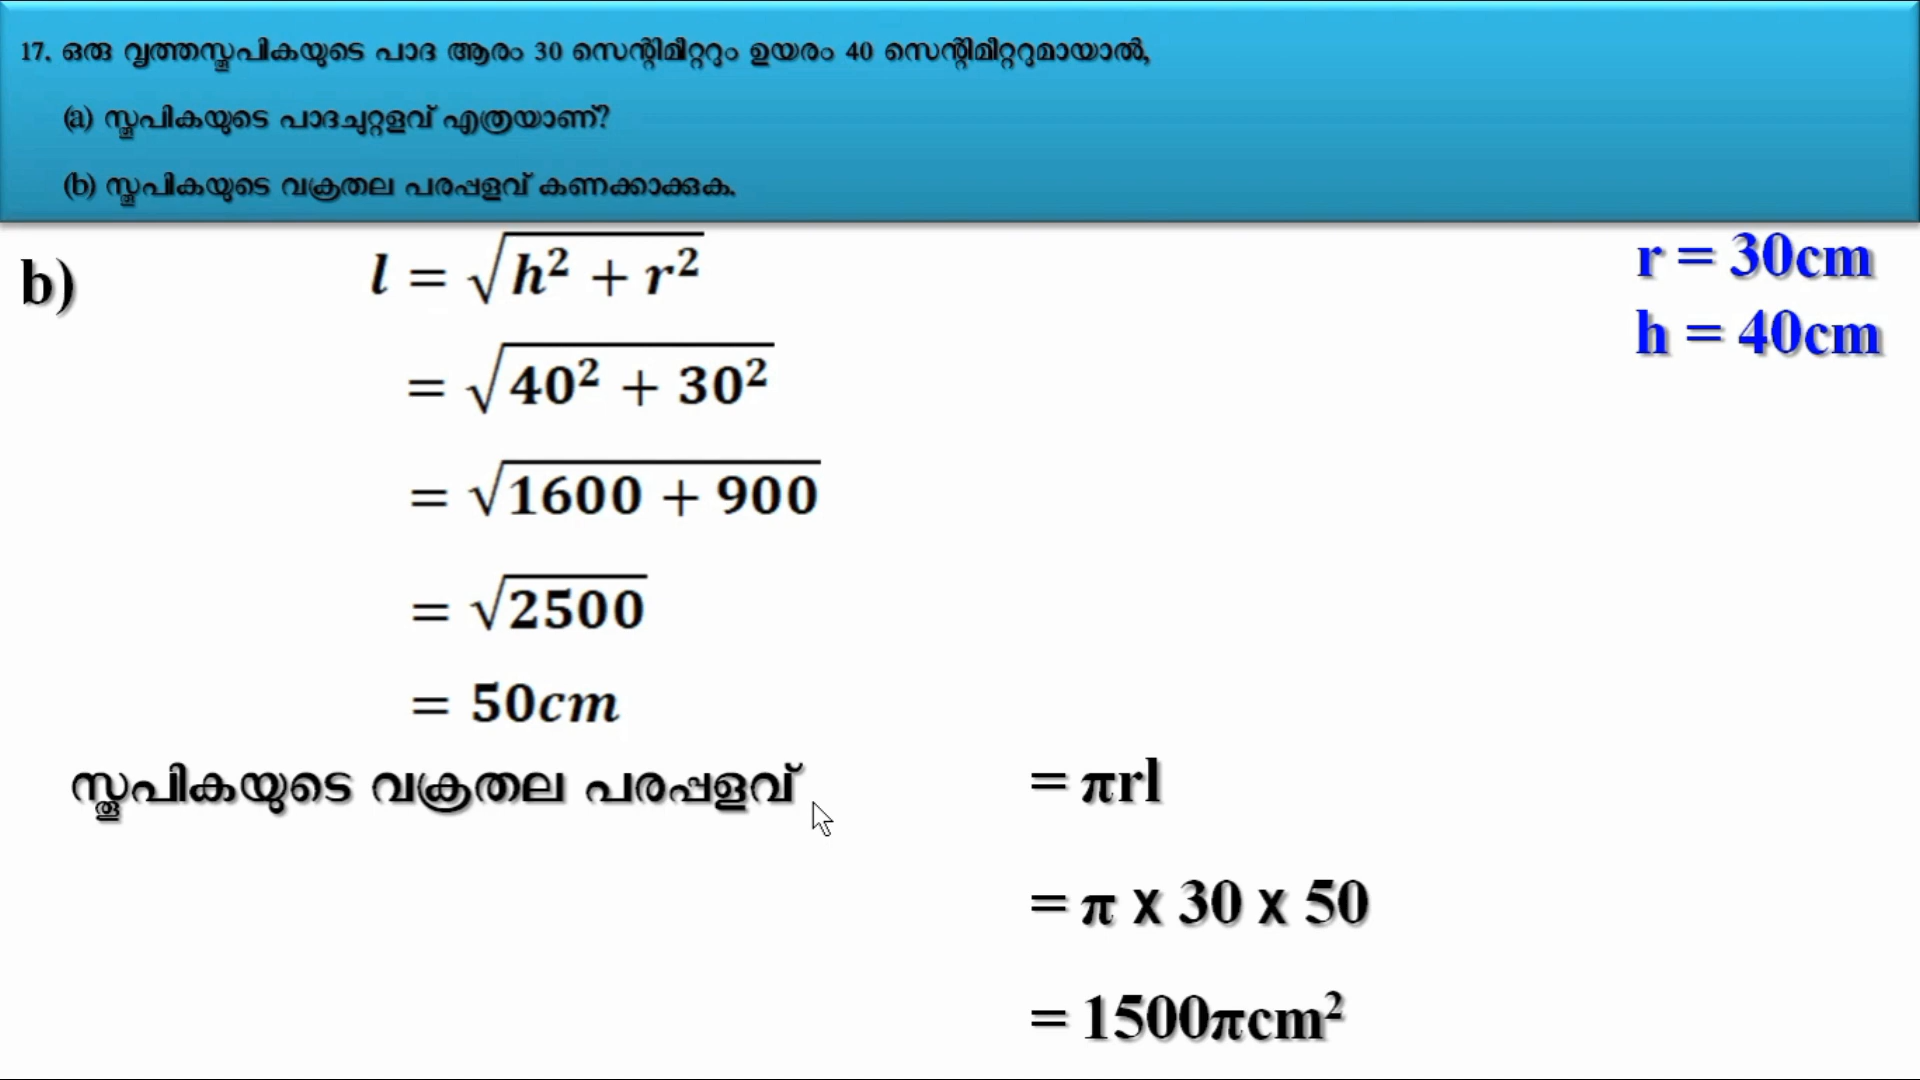 17. ഒരു വൃത്തസ്തൂപികയുടെ പാദ ആരം 30 സെന്റിമീറ്ററും ഉയരം 40 സെന്റിമീറ്ററുമായാൽ,
(a) സ്തൂപികയുടെ പാദചുറ്റളവ് എത്രയാണ്?
(b) സ്തൂപികയുടെ വക്രതല പരപ്പളവ് കണക്കാക്കുക.
r = 30cm
h = 40cm
b) l = √(h² + r²)
= √(40² + 30²)
= √(1600 + 900)
= √2500
= 50cm
സ്തൂപികയുടെ വക്രതല പരപ്പളവ് = πrl
= π x 30 x 50
= 1500πcm²